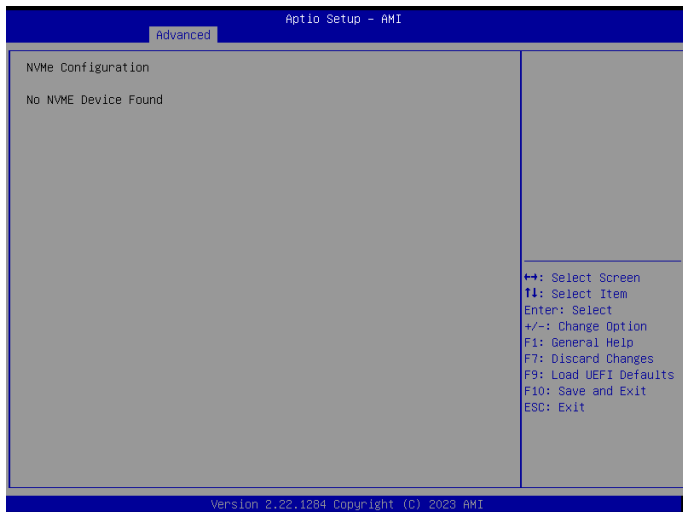 Aptio Setup – AMI
Advanced
NVMe Configuration
No NVME Device Found
↔: Select Screen
↑↓: Select Item
Enter: Select
+/-: Change Option
F1: General Help
F7: Discard Changes
F9: Load UEFI Defaults
F10: Save and Exit
ESC: Exit
Version 2.22.1284 Copyright (C) 2023 AMI